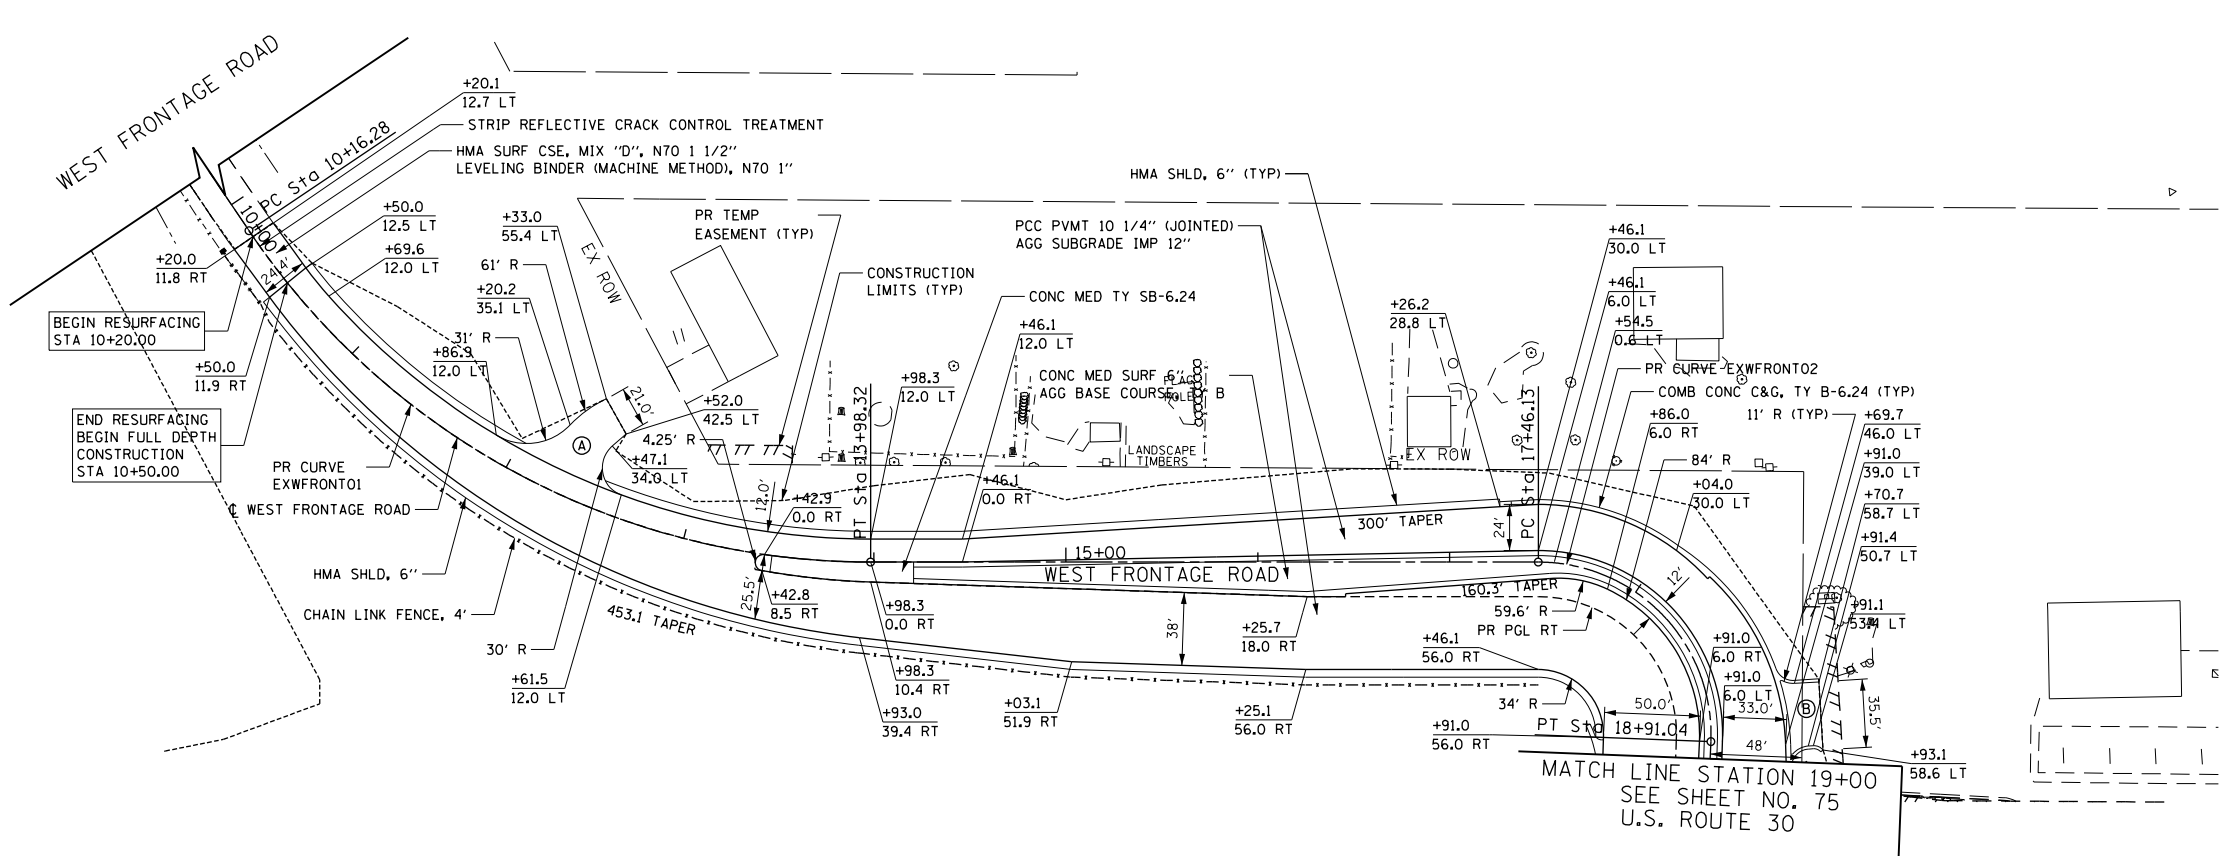 WEST FRONTAGE ROAD
PC Sta 10+16.28
10+00
+20.1
12.7 LT
STRIP REFLECTIVE CRACK CONTROL TREATMENT
HMA SURF CSE, MIX "D", N70 1 1/2"
LEVELING BINDER (MACHINE METHOD), N70 1"
+50.0
12.5 LT
+69.6
12.0 LT
+20.0
11.8 RT
24.4'
BEGIN RESURFACING
STA 10+20.00
+50.0
11.9 RT
END RESURFACING
BEGIN FULL DEPTH
CONSTRUCTION
STA 10+50.00
+33.0
55.4 LT
61' R
+20.2
35.1 LT
31' R
+86.9
12.0 LT
EX ROW
PR TEMP
EASEMENT (TYP)
CONSTRUCTION
LIMITS (TYP)
21.0'
+52.0
42.5 LT
4.25' R
A
+47.1
34.0 LT
PR CURVE
EXWFRONT01
℄ WEST FRONTAGE ROAD
HMA SHLD, 6"
CHAIN LINK FENCE, 4'
30' R
+61.5
12.0 LT
453.1 TAPER
12.0'
+42.9
0.0 RT
25.5'
+42.8
8.5 RT
PT Sta 13+98.32
+98.3
12.0 LT
+98.3
0.0 RT
+98.3
10.4 RT
+93.0
39.4 RT
CONC MED TY SB-6.24
+46.1
12.0 LT
+46.1
0.0 RT
PCC PVMT 10 1/4" (JOINTED)
AGG SUBGRADE IMP 12"
HMA SHLD, 6" (TYP)
CONC MED SURF 6"
AGG BASE COURSE, B
LANDSCAPE
TIMBERS
15+00
WEST FRONTAGE ROAD
+03.1
51.9 RT
38'
+25.7
18.0 RT
+25.1
56.0 RT
300' TAPER
160.3' TAPER
+26.2
28.8 LT
EX ROW
24'
PC Sta 17+46.13
+46.1
30.0 LT
+46.1
6.0 LT
+54.5
0.6 LT
PR CURVE EXWFRONT02
COMB CONC C&G, TY B-6.24 (TYP)
+86.0
6.0 RT
11' R (TYP)
84' R
+04.0
30.0 LT
+69.7
46.0 LT
+91.0
39.0 LT
+70.7
58.7 LT
+91.4
50.7 LT
+91.1
53.4 LT
12'
59.6' R
PR PGL RT
+46.1
56.0 RT
34' R
+91.0
56.0 RT
50.0'
PT Sta 18+91.04
+91.0
6.0 RT
+91.0
6.0 LT
33.0'
48'
B
35.5'
+93.1
58.6 LT
MATCH LINE STATION 19+00
SEE SHEET NO. 75
U.S. ROUTE 30